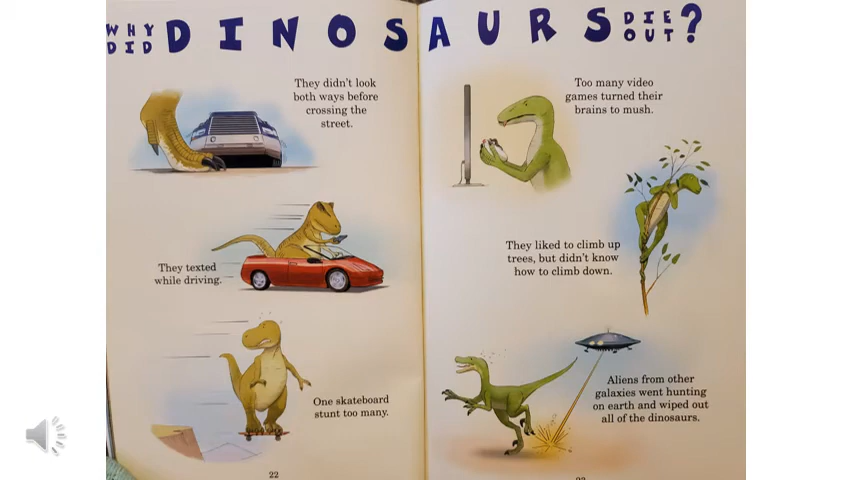 WHY DID DINOSAURS DIE OUT?
They didn't look
both ways before
crossing the
street.
They texted
while driving.
One skateboard
stunt too many.
22
Too many video
games turned their
brains to mush.
They liked to climb up
trees, but didn't know
how to climb down.
Aliens from other
galaxies went hunting
on earth and wiped out
all of the dinosaurs.